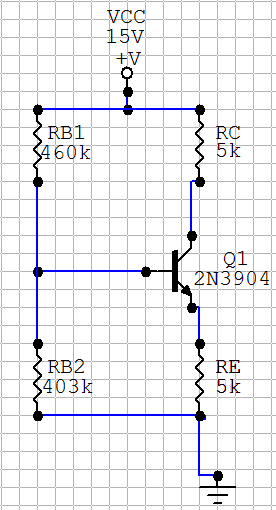 VCC
15V
+V
RB1
460k
RC
5k
Q1
2N3904
RB2
403k
RE
5k